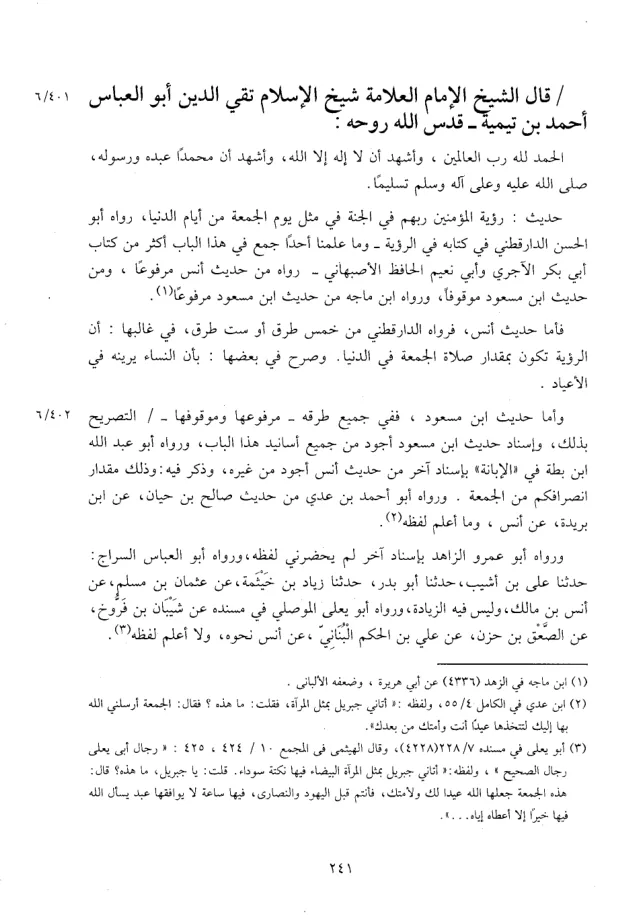 / قال الشيخ الإمام العلامة شيخ الإسلام تقي الدين أبو العباس ٦/٤٠١
أحمد بن تيمية ـ قدس الله روحه :
الحمد لله رب العالمين ، وأشهد أن لا إله إلا الله، وأشهد أن محمدًا عبده ورسوله،
صلى الله عليه وعلى آله وسلم تسليمًا.
حديث : رؤية المؤمنين ربهم في الجنة في مثل يوم الجمعة من أيام الدنيا، رواه أبو
الحسن الدارقطني في كتابه في الرؤية ـ وما علمنا أحدًا جمع في هذا الباب أكثر من كتاب
أبي بكر الآجري وأبي نعيم الحافظ الأصبهاني ـ رواه من حديث أنس مرفوعًا ، ومن
حديث ابن مسعود موقوفاً، ورواه ابن ماجه من حديث ابن مسعود مرفوعًا(١).
فأما حديث أنس، فرواه الدارقطني من خمس طرق أو ست طرق، في غالبها : أن
الرؤية تكون بمقدار صلاة الجمعة في الدنيا. وصرح في بعضها : بأن النساء يرينه في
الأعياد .
وأما حديث ابن مسعود ، ففي جميع طرقه ـ مرفوعها وموقوفها ـ / التصريح ٦/٤٠٢
بذلك، وإسناد حديث ابن مسعود أجود من جميع أسانيد هذا الباب، ورواه أبو عبد الله
ابن بطة في «الإبانة» بإسناد آخر من حديث أنس أجود من غيره، وذكر فيه: وذلك مقدار
انصرافكم من الجمعة . ورواه أبو أحمد بن عدي من حديث صالح بن حيان، عن ابن
بريدة، عن أنس ، وما أعلم لفظه(٢).
ورواه أبو عمرو الزاهد بإسناد آخر لم يحضرني لفظه، ورواه أبو العباس السراج:
حدثنا علي بن أشيب، حدثنا أبو بدر، حدثنا زياد بن خَيْثَمة، عن عثمان بن مسلم، عن
أنس بن مالك، وليس فيه الزيادة، ورواه أبو يعلى الموصلي في مسنده عن شَيْبَان بن فَرُّوخ،
عن الصَّعْق بن حزن، عن علي بن الحكم الْبُنَانِيّ ، عن أنس نحوه، ولا أعلم لفظه(٣).
(١) ابن ماجه في الزهد (٤٣٣٦) عن أبي هريرة ، وضعفه الألباني .
(٢) ابن عدي في الكامل ٤/ ٥٥، ولفظه :« أتاني جبريل بمثل المرآة، فقلت: ما هذه ؟ فقال: الجمعة أرسلني الله
بها إليك لتتخذها عيدًا أنت وأمتك من بعدك».
(٣) أبو يعلى في مسنده ٢٢٨/٧(٤٢٢٨)، وقال الهيثمي في المجمع ١٠ / ٤٢٤ ، ٤٢٥ : « رجال أبي يعلى
رجال الصحيح » ، ولفظه:« أتاني جبريل بمثل المرآة البيضاء فيها نكتة سوداء. قلت: يا جبريل، ما هذه؟ قال:
هذه الجمعة جعلها الله عيدا لك ولامتك، فأنتم قبل اليهود والنصارى، فيها ساعة لا يوافقها عبد يسأل الله
فيها خيرًا إلا أعطاه إياه. . .».
٢٤١